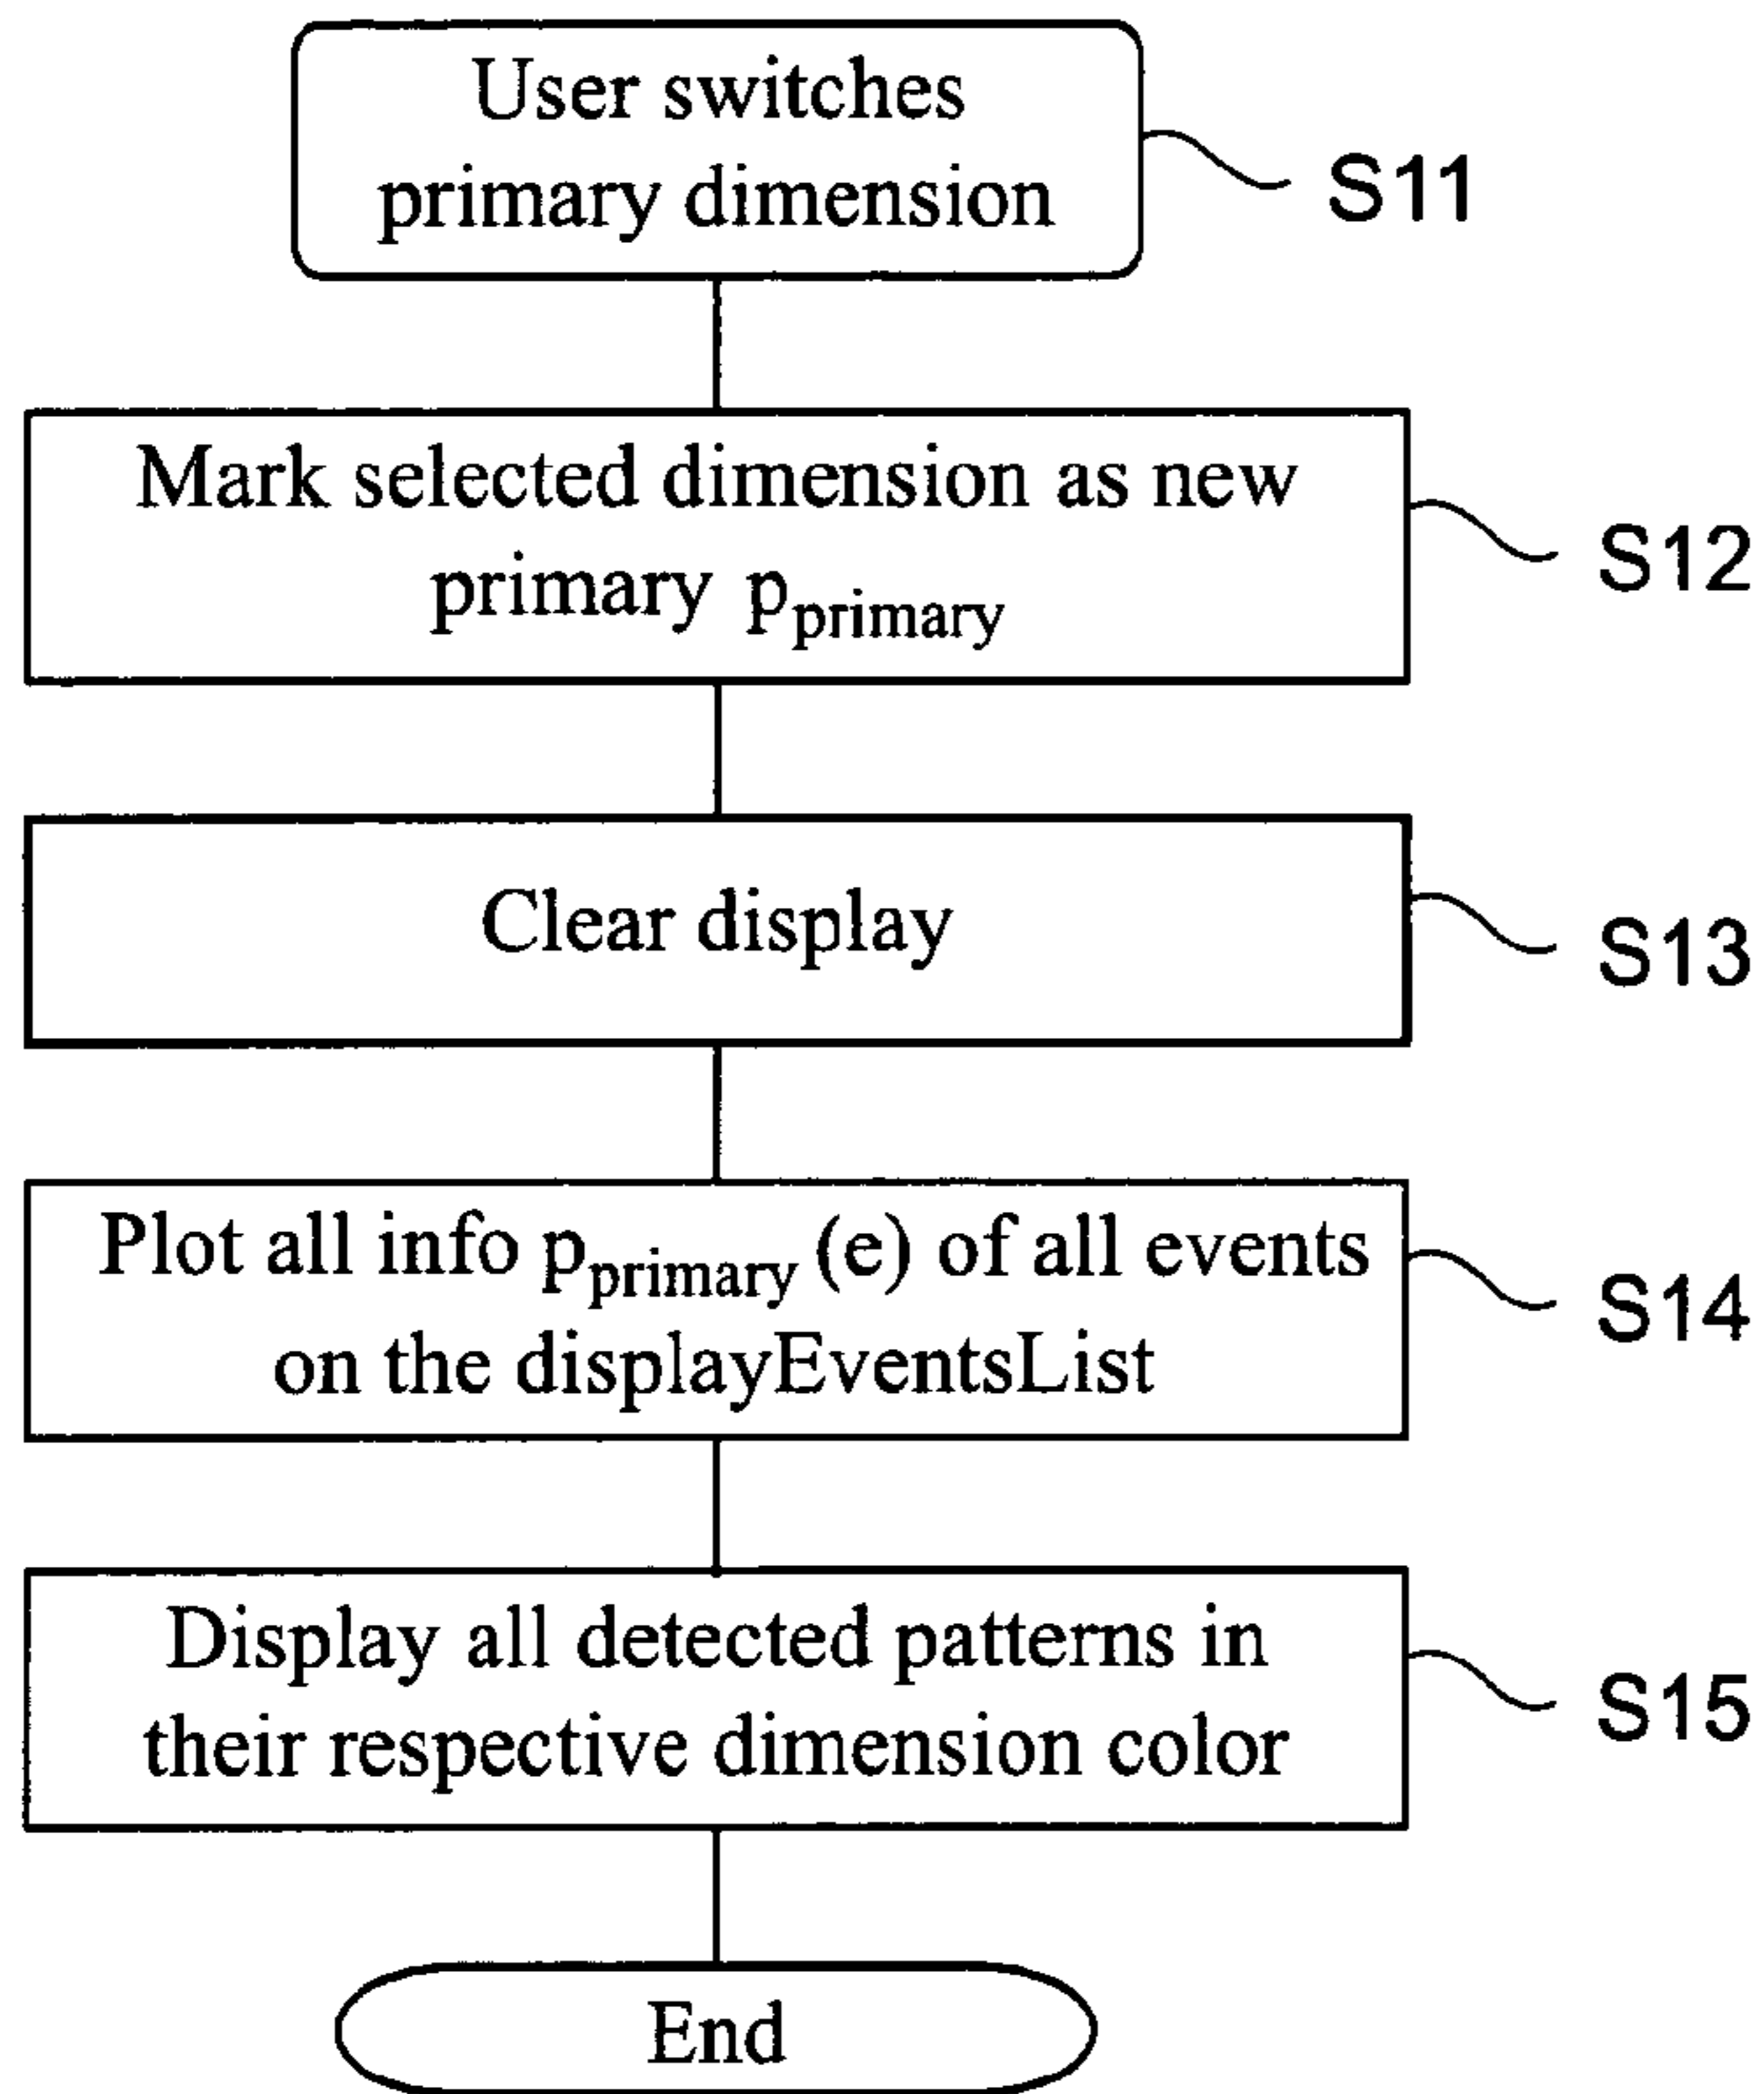 User switches
primary dimension
S11
Mark selected dimension as new
primary pprimary
S12
Clear display
S13
Plot all info pprimary (e) of all events
on the displayEventsList
S14
Display all detected patterns in
their respective dimension color
S15
End